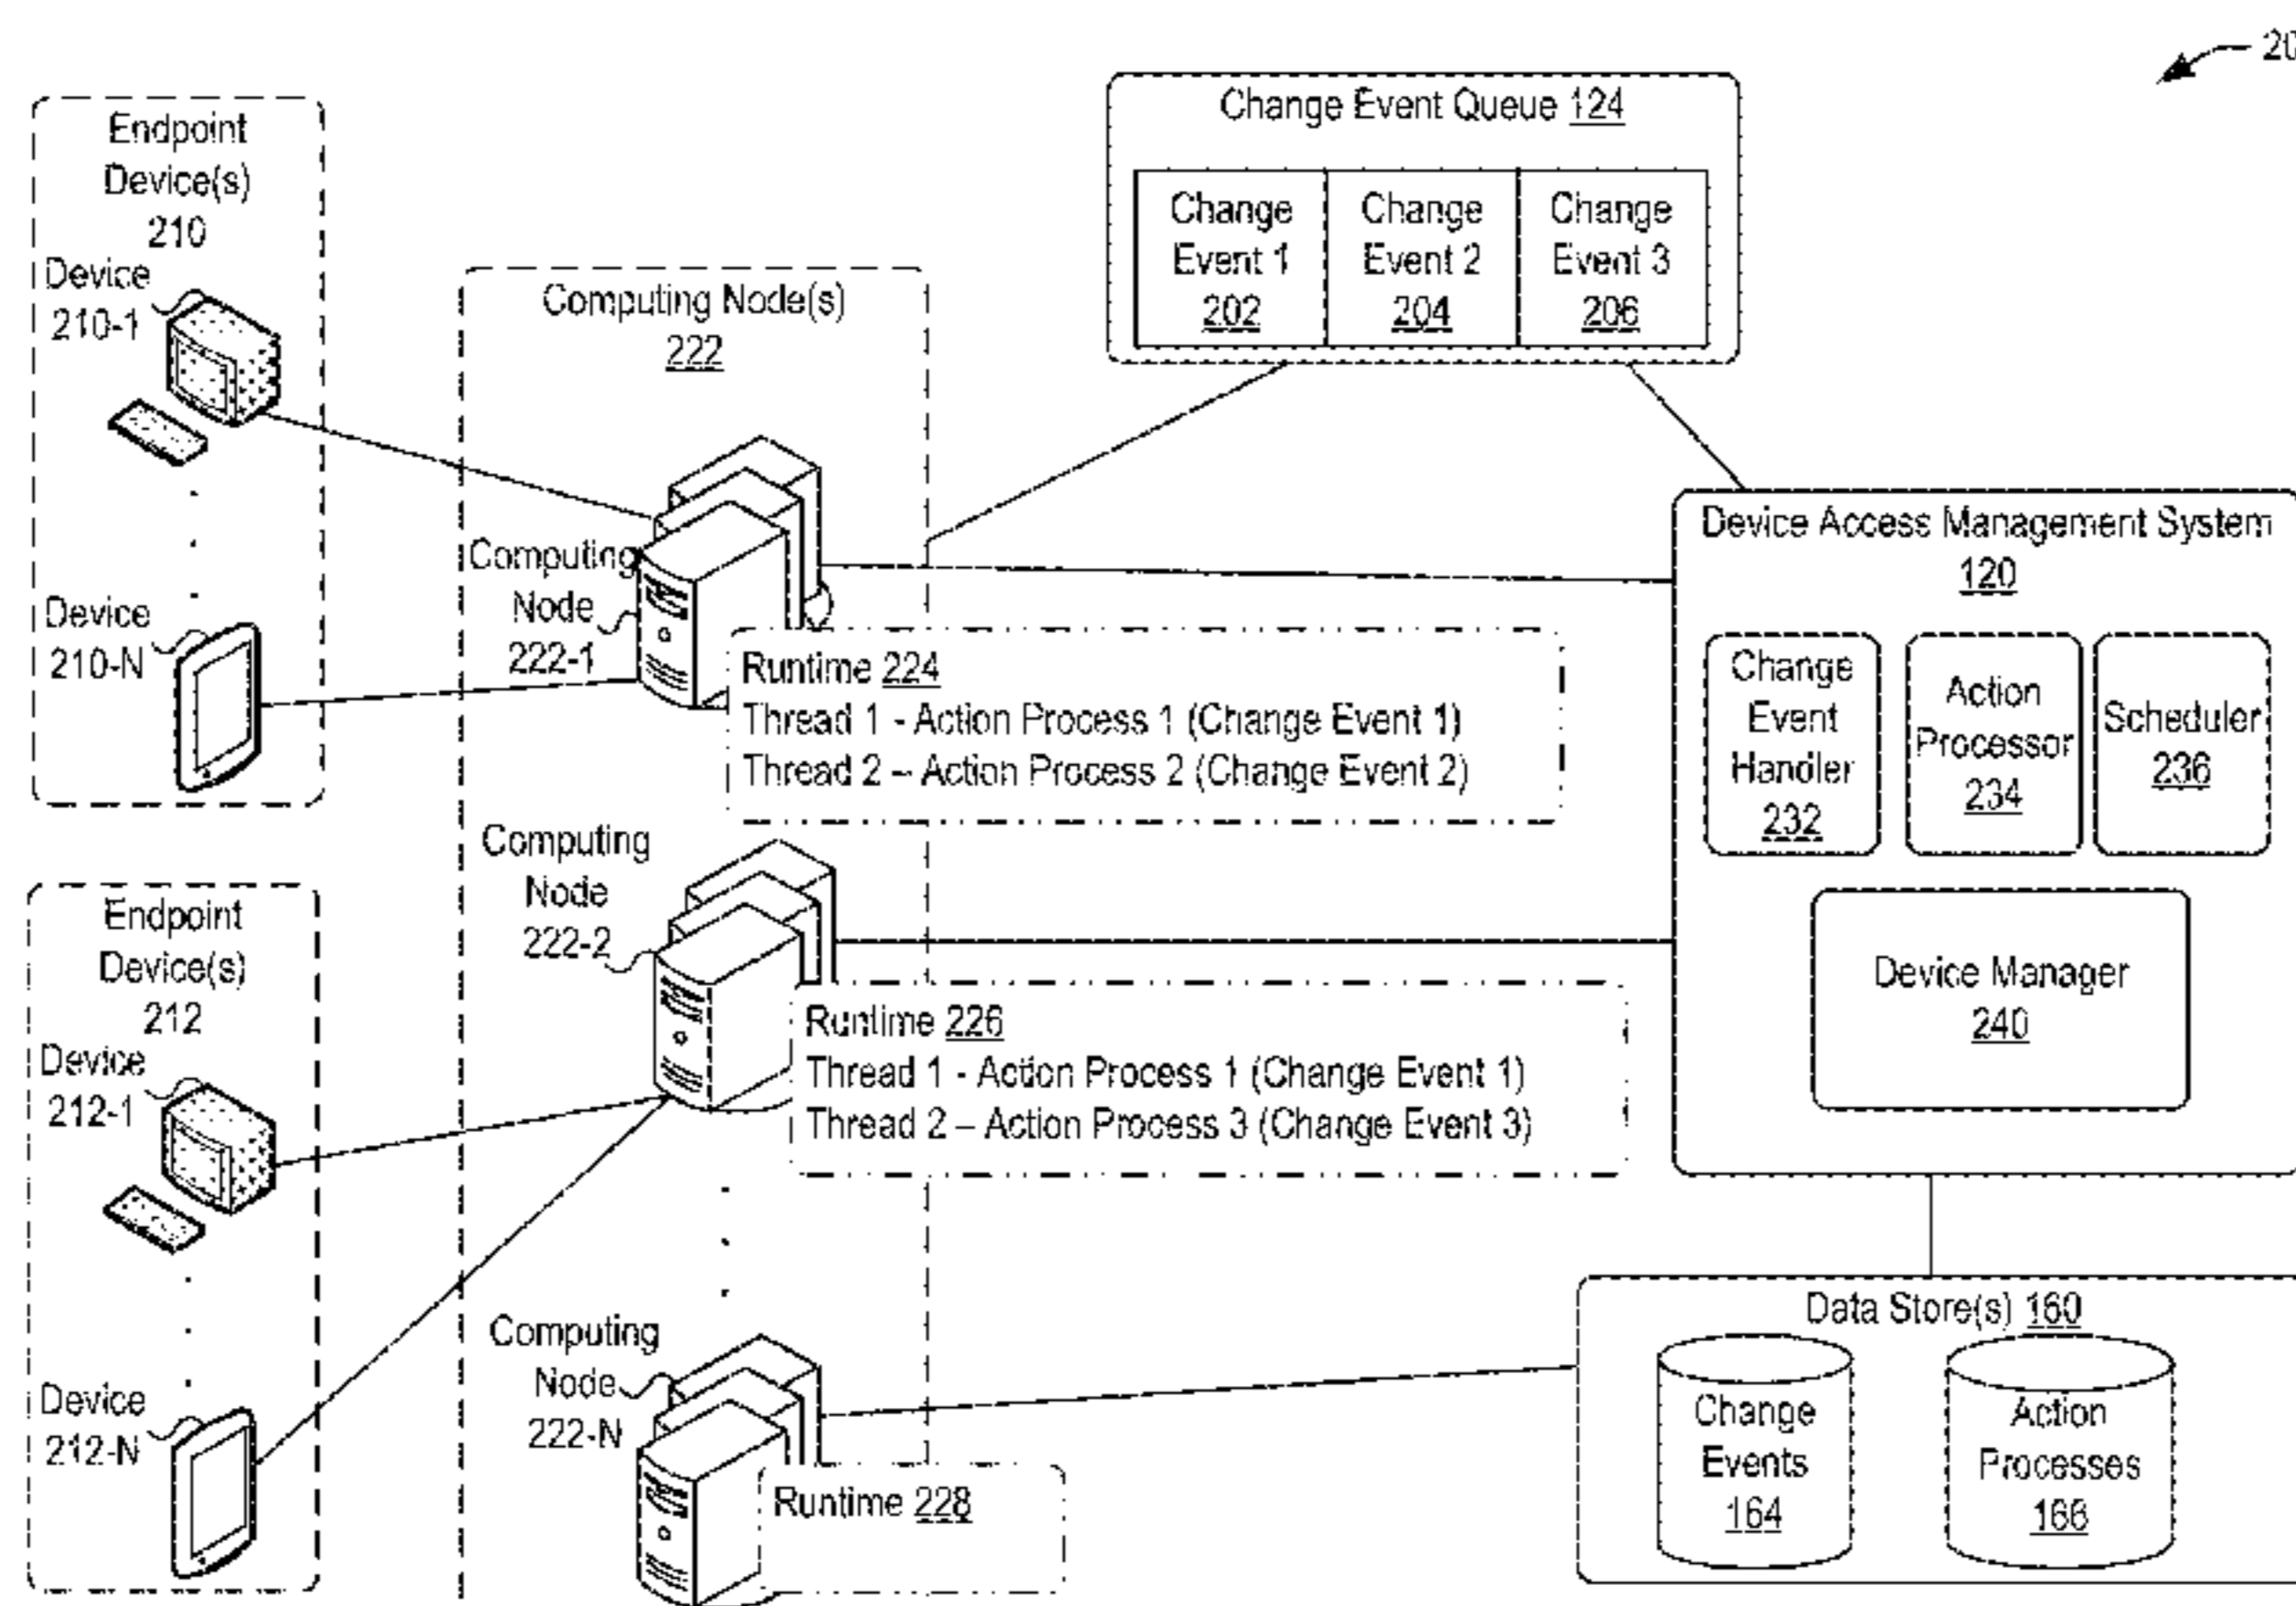 20
Endpoint
Device(s)
210
Device
210-1
Device
210-N
Endpoint
Device(s)
212
Device
212-1
Device
212-N
Computing Node(s)
222
Computing
Node
222-1
Runtime 224
Thread 1 - Action Process 1 (Change Event 1)
Thread 2 – Action Process 2 (Change Event 2)
Computing
Node
222-2
Runtime 226
Thread 1 - Action Process 1 (Change Event 1)
Thread 2 – Action Process 3 (Change Event 3)
Computing
Node
222-N
Runtime 228
Change Event Queue 124
Change
Event 1
202
Change
Event 2
204
Change
Event 3
206
Device Access Management System
120
Change
Event
Handler
232
Action
Processor
234
Scheduler
236
Device Manager
240
Data Store(s) 160
Change
Events
164
Action
Processes
166